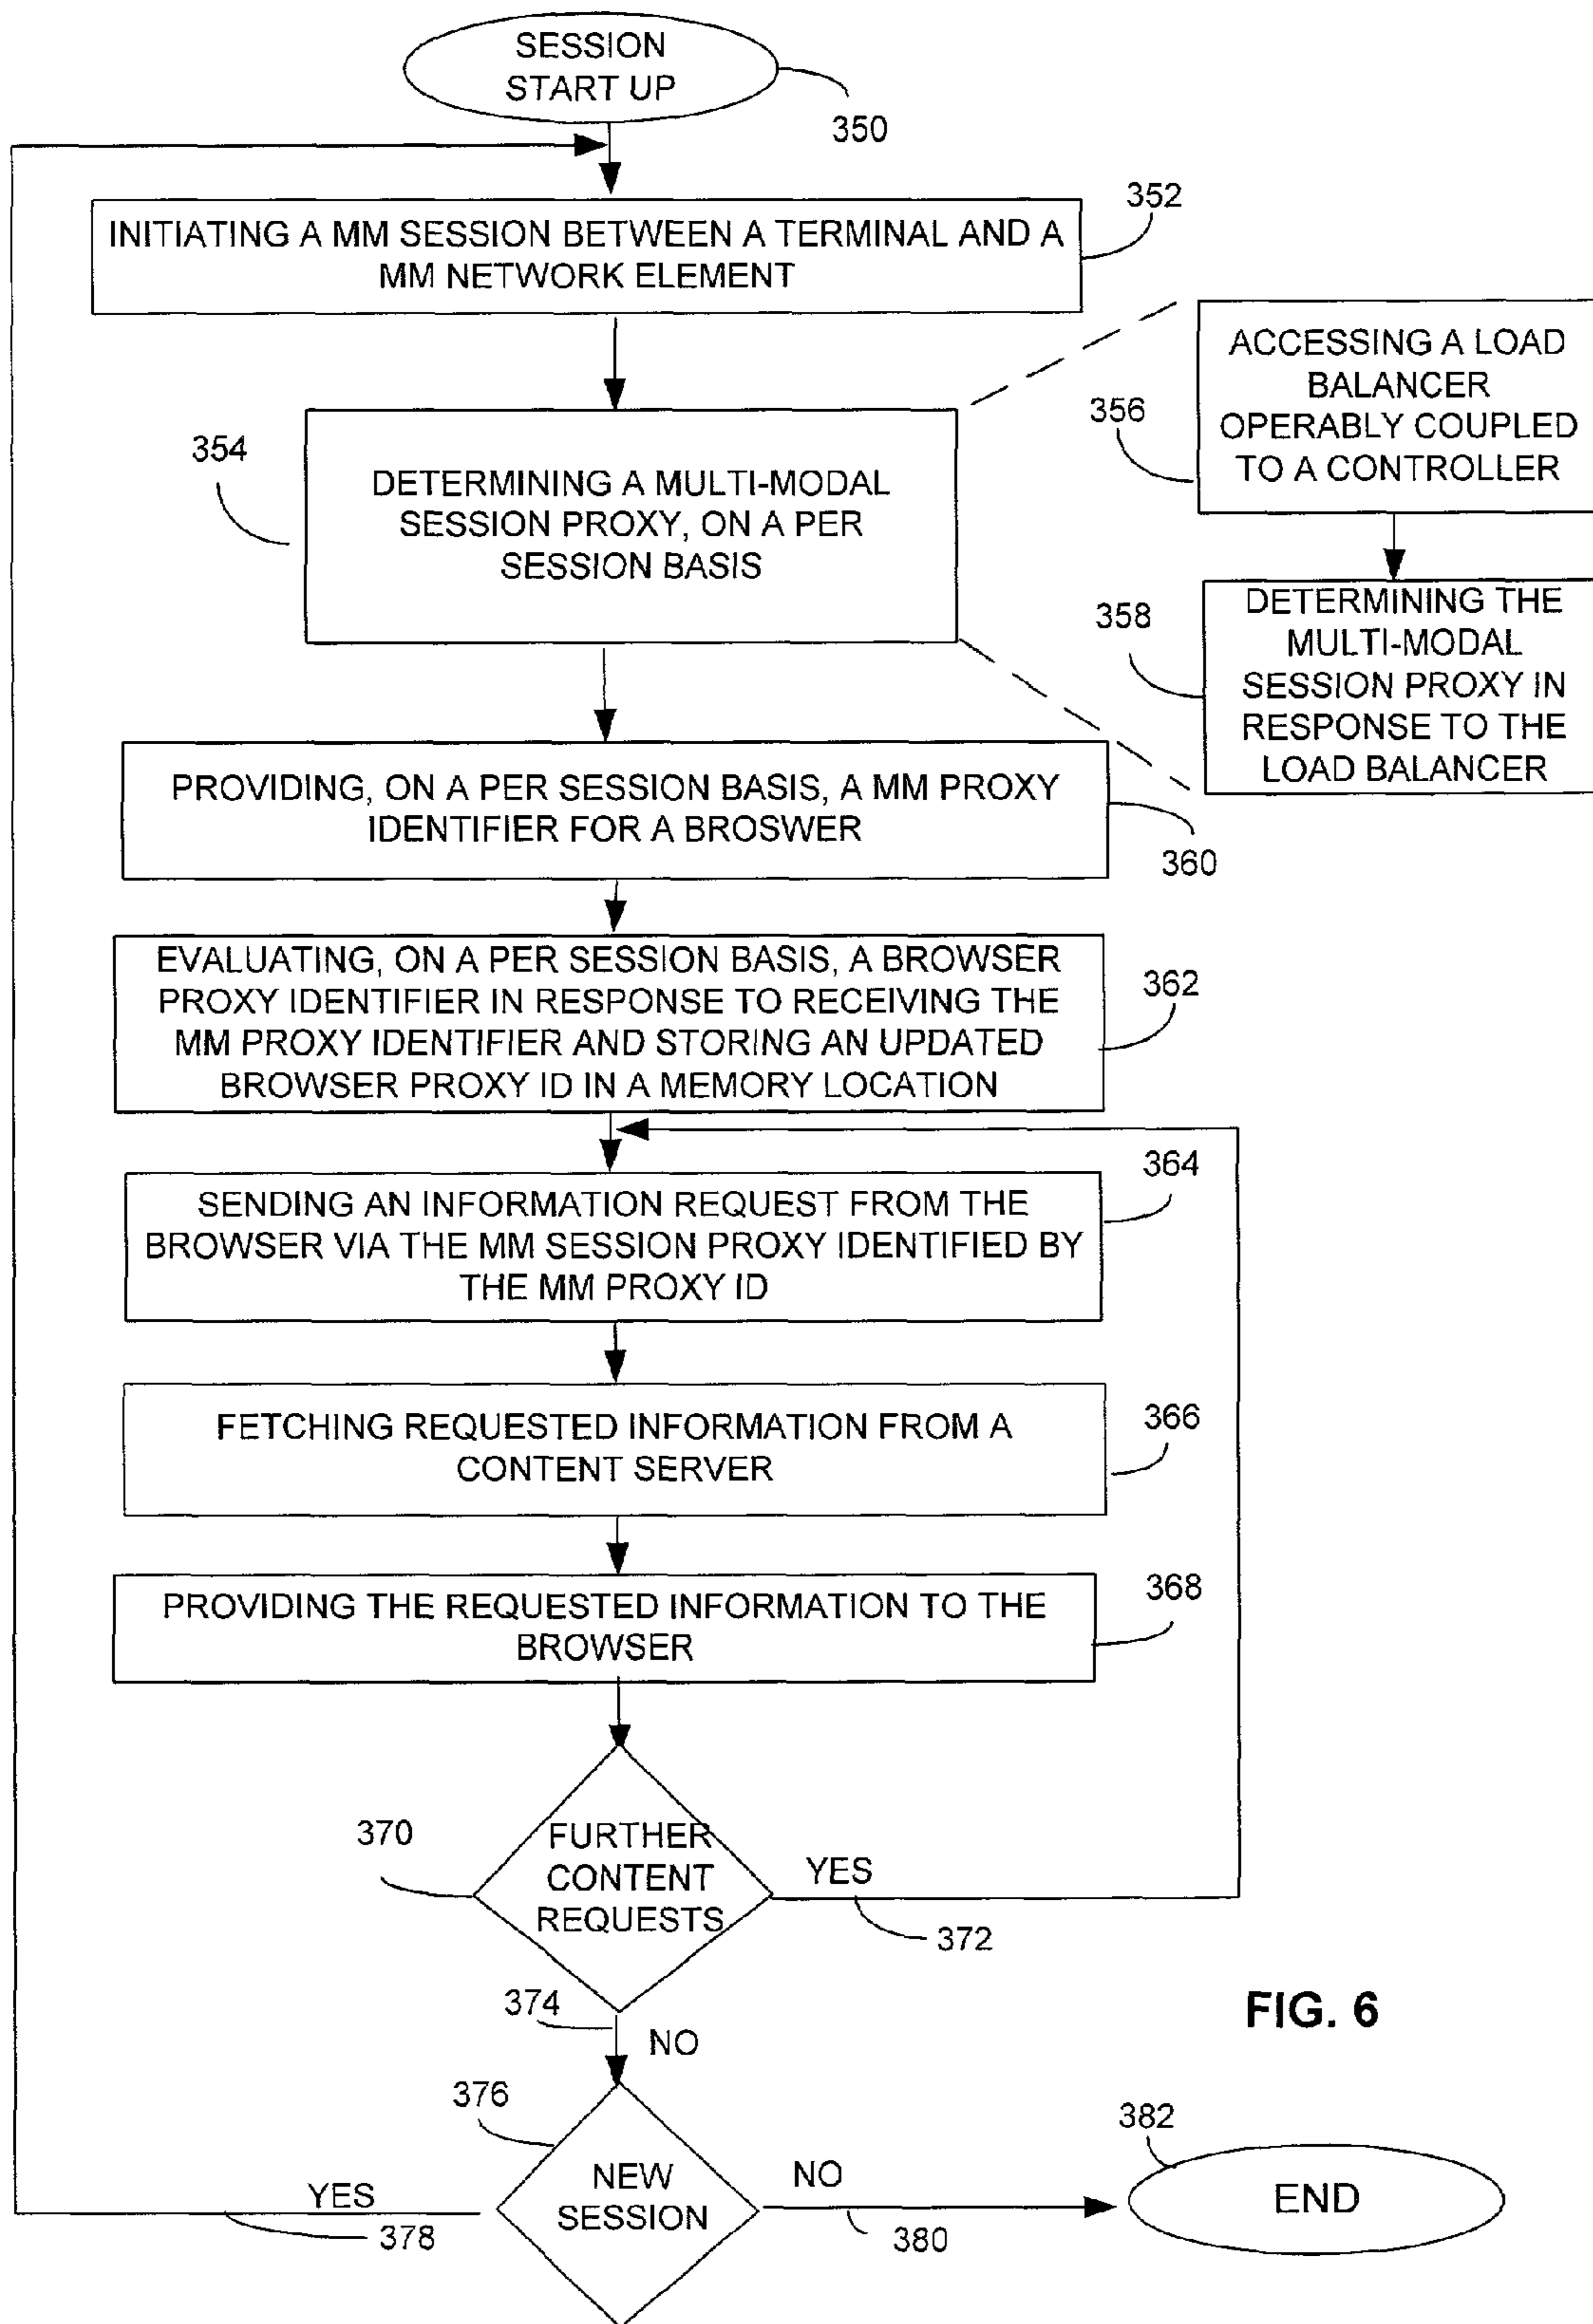 SESSION
START UP
350
352
INITIATING A MM SESSION BETWEEN A TERMINAL AND A
MM NETWORK ELEMENT
354
DETERMINING A MULTI-MODAL
SESSION PROXY, ON A PER
SESSION BASIS
356
ACCESSING A LOAD
BALANCER
OPERABLY COUPLED
TO A CONTROLLER
358
DETERMINING THE
MULTI-MODAL
SESSION PROXY IN
RESPONSE TO THE
LOAD BALANCER
PROVIDING, ON A PER SESSION BASIS, A MM PROXY
IDENTIFIER FOR A BROSWER
360
EVALUATING, ON A PER SESSION BASIS, A BROWSER
PROXY IDENTIFIER IN RESPONSE TO RECEIVING THE
MM PROXY IDENTIFIER AND STORING AN UPDATED
BROWSER PROXY ID IN A MEMORY LOCATION
362
364
SENDING AN INFORMATION REQUEST FROM THE
BROWSER VIA THE MM SESSION PROXY IDENTIFIED BY
THE MM PROXY ID
366
FETCHING REQUESTED INFORMATION FROM A
CONTENT SERVER
368
PROVIDING THE REQUESTED INFORMATION TO THE
BROWSER
370
FURTHER
CONTENT
REQUESTS
YES
372
374
NO
FIG. 6
376
NEW
SESSION
YES
378
NO
380
382
END